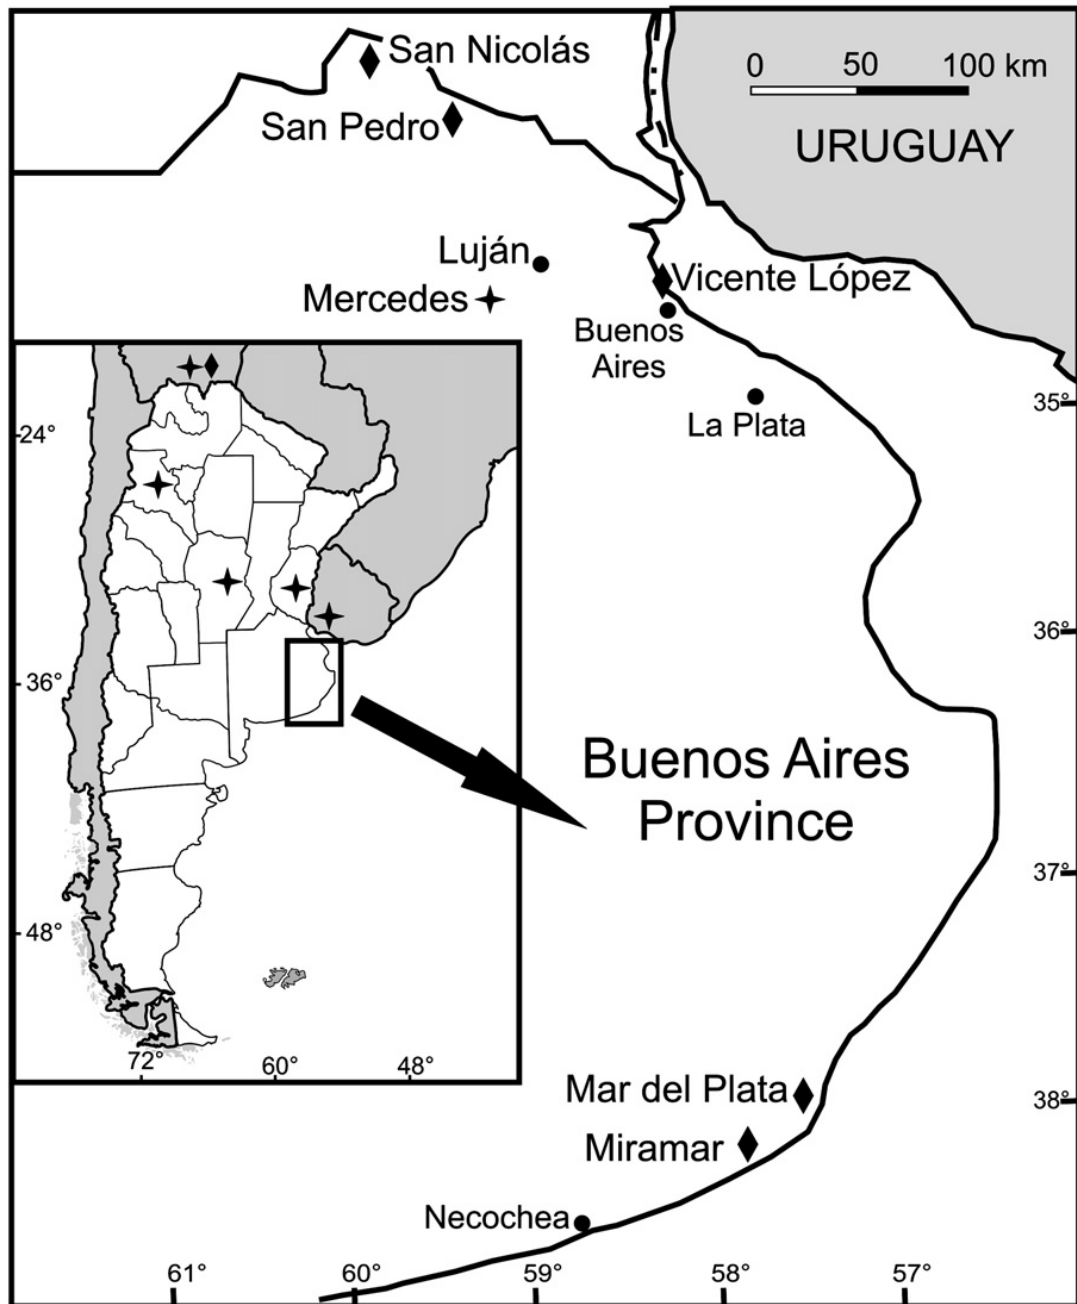 San Nicolás
0 50 100 km
San Pedro
URUGUAY
Luján
Vicente López
Mercedes
Buenos
Aires
La Plata
35°
24°
36°
36°
Buenos Aires
Province
37°
48°
72° 60° 48°
Mar del Plata
38°
Miramar
Necochea
61° 60° 59° 58° 57°